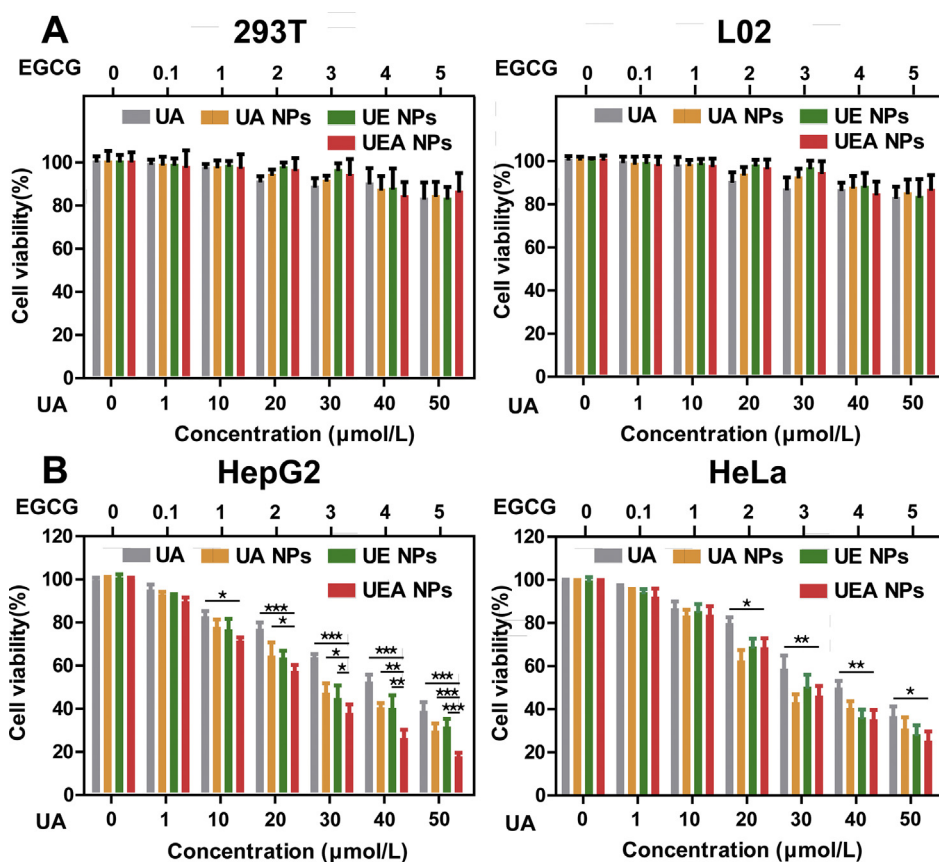 A
293T
EGCG 0 0.1 1 2 3 4 5
UA UA NPs UE NPs
UEA NPs
100
80
60
40
20
0
Cell viability(%)
UA 0 1 10 20 30 40 50
Concentration (μmol/L)
L02
0 0.1 1 2 3 4 5
UA UA NPs UE NPs
UEA NPs
100
80
60
40
20
0
Cell viability(%)
0 1 10 20 30 40 50
Concentration (μmol/L)
B
HepG2
EGCG 0 0.1 1 2 3 4 5
120
100
80
60
40
20
0
Cell viability(%)
UA UA NPs UE NPs
UEA NPs
* *** *** *** ***
* * ** ***
* ** ***
UA 0 1 10 20 30 40 50
Concentration (μmol/L)
HeLa
EGCG 0 0.1 1 2 3 4 5
120
100
80
60
40
20
0
Cell viability(%)
UA UA NPs UE NPs
UEA NPs
* ** ** *
UA 0 1 10 20 30 40 50
Concentration (μmol/L)